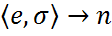 ⟨e, σ⟩ → n